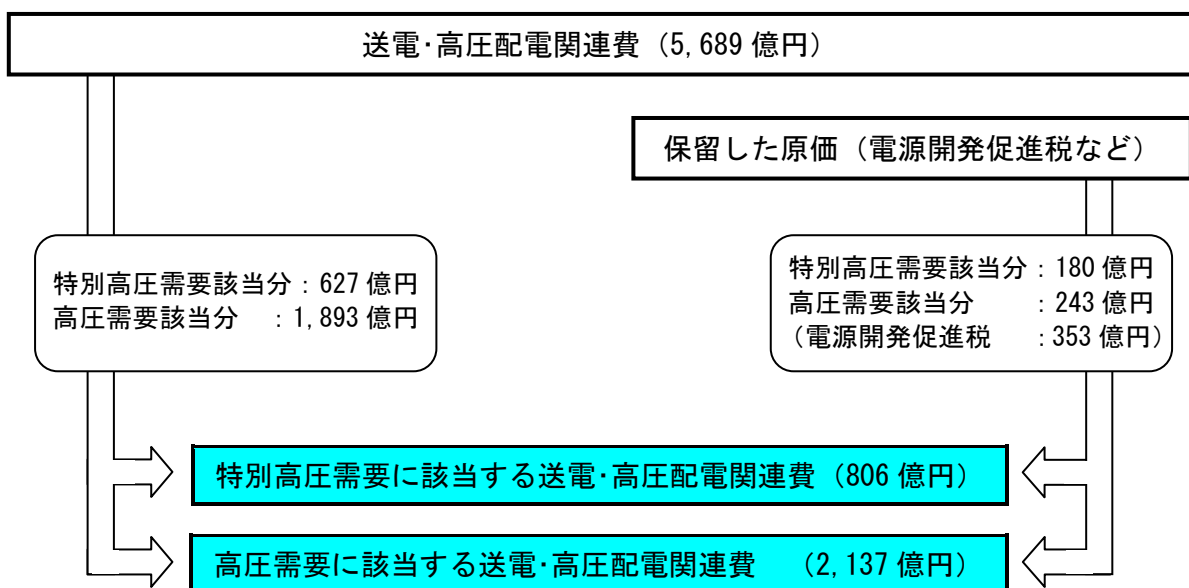 送電・高圧配電関連費（5,689 億円）
保留した原価（電源開発促進税など）
特別高圧需要該当分：627 億円
高圧需要該当分　：1,893 億円
特別高圧需要該当分：180 億円
高圧需要該当分　　：243 億円
（電源開発促進税　：353 億円）
特別高圧需要に該当する送電・高圧配電関連費（806 億円）
高圧需要に該当する送電・高圧配電関連費　（2,137 億円）